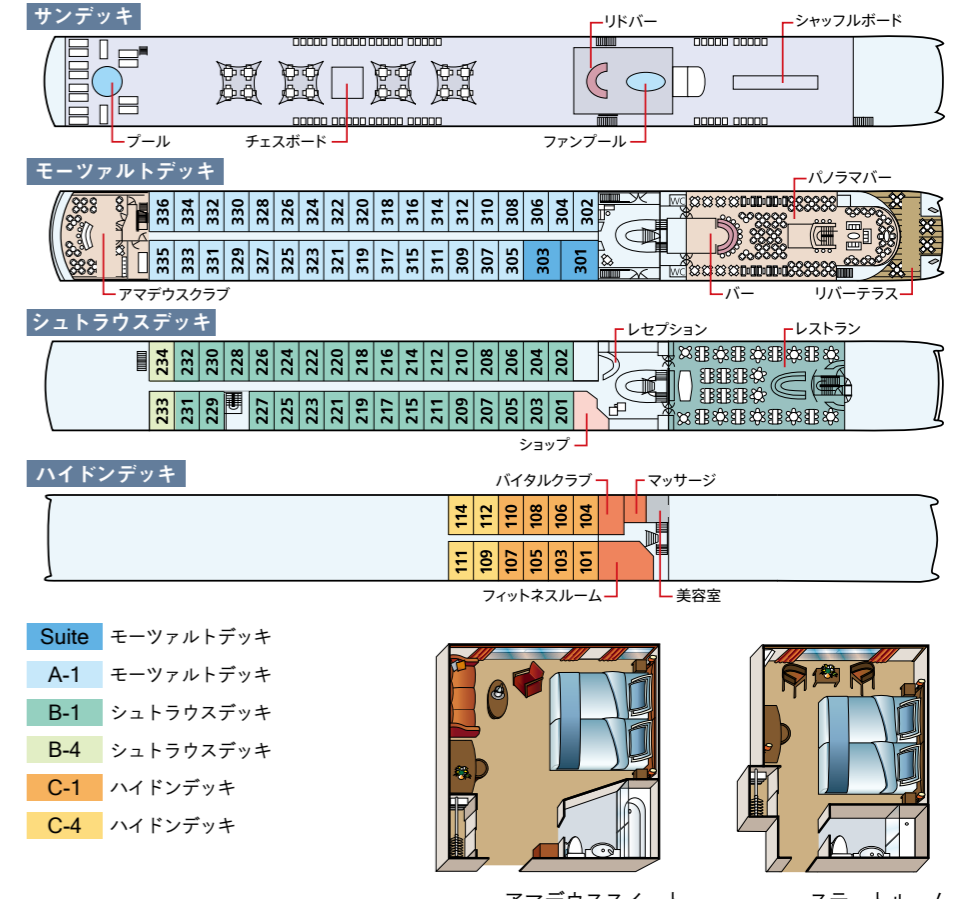 サンデッキ
リドバー
シャッフルボード
プール
チェスボード
ファンプール
モーツァルトデッキ
パノラマバー
336 334 332 330 328 326 324 322 320 318 316 314 312 310 308 306 304 302
WC
335 333 331 329 327 325 323 321 319 317 315 311 309 307 305 303 301
WC
アマデウスクラブ
バー
リバーテラス
シュトラウスデッキ
レセプション
レストラン
234 232 230 228 226 224 222 220 218 216 214 212 210 208 206 204 202
233 231 229 227 225 223 221 219 217 215 211 209 207 205 203 201
ショップ
ハイドンデッキ
バイタルクラブ
マッサージ
114 112 110 108 106 104
111 109 107 105 103 101
フィットネスルーム
美容室
Suite モーツァルトデッキ
A-1 モーツァルトデッキ
B-1 シュトラウスデッキ
B-4 シュトラウスデッキ
C-1 ハイドンデッキ
C-4 ハイドンデッキ